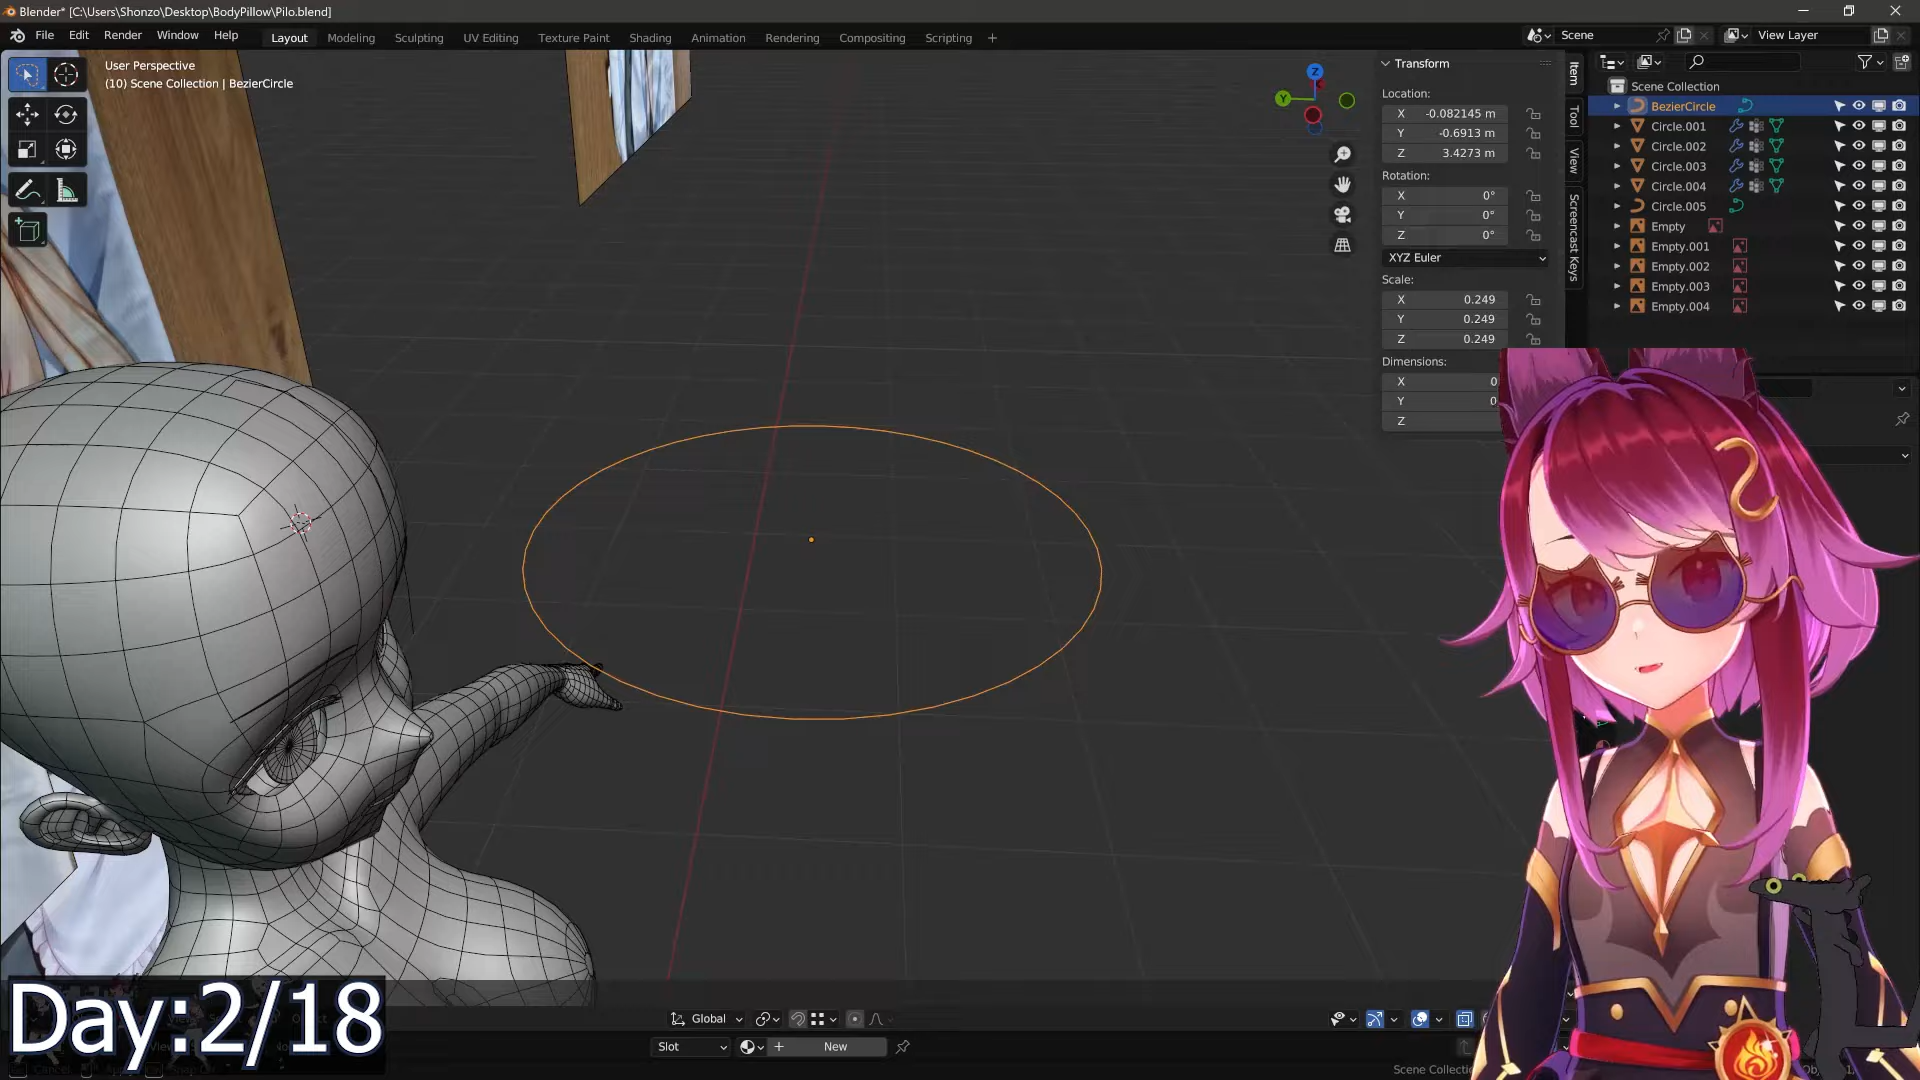 Blender* [C:\Users\Shonzo\Desktop\BodyPillow\Pilo.blend]
File Edit Render Window Help
Layout Modeling Sculpting UV Editing Texture Paint Shading Animation Rendering Compositing Scripting +
Scene
View Layer
User Perspective
(10) Scene Collection | BezierCircle
Z
Y
Transform
Location:
X -0.082145 m
Y -0.6913 m
Z 3.4273 m
Rotation:
X 0°
Y 0°
Z 0°
XYZ Euler
Scale:
X 0.249
Y 0.249
Z 0.249
Dimensions:
X 0
Y 0
Z
Item
Tool
View
Screencast Keys
Scene Collection
BezierCircle
Circle.001
Circle.002
Circle.003
Circle.004
Circle.005
Empty
Empty.001
Empty.002
Empty.003
Empty.004
Day:2/18
Global
Slot
New
Scene Collectio